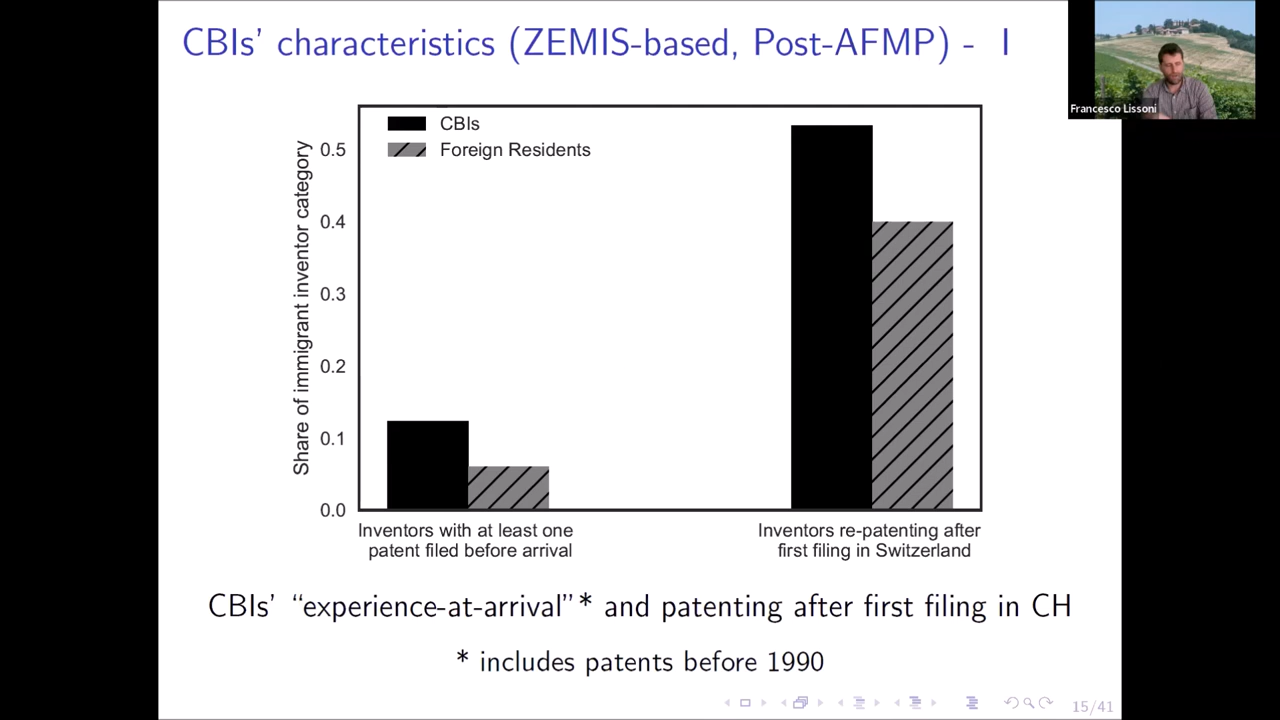 CBIs' characteristics (ZEMIS-based, Post-AFMP) - I
Francesco Lissoni
CBIs
Foreign Residents
Share of immigrant inventor category
0.5
0.4
0.3
0.2
0.1
0.0
Inventors with at least one
patent filed before arrival
Inventors re-patenting after
first filing in Switzerland
CBIs' “experience-at-arrival”* and patenting after first filing in CH
* includes patents before 1990
15/41